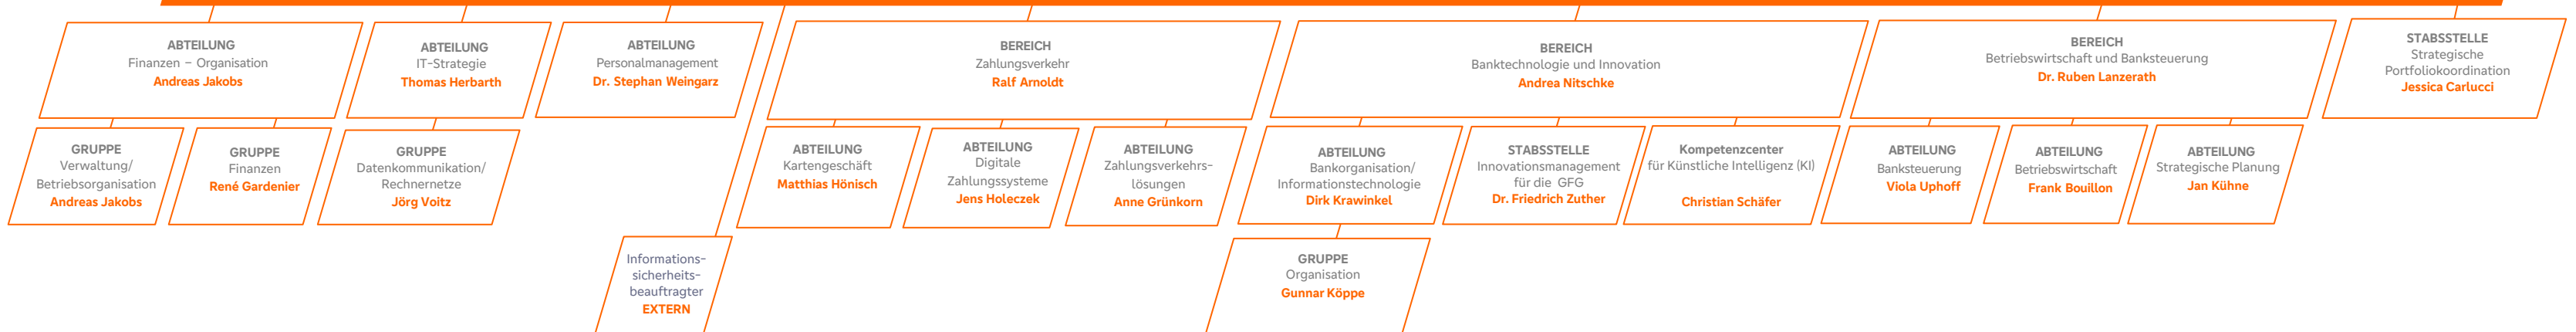 ABTEILUNG
Finanzen – Organisation
Andreas Jakobs
ABTEILUNG
IT-Strategie
Thomas Herbarth
ABTEILUNG
Personalmanagement
Dr. Stephan Weingarz
BEREICH
Zahlungsverkehr
Ralf Arnoldt
BEREICH
Banktechnologie und Innovation
Andrea Nitschke
BEREICH
Betriebswirtschaft und Banksteuerung
Dr. Ruben Lanzerath
STABSSTELLE
Strategische
Portfoliokoordination
Jessica Carlucci
GRUPPE
Verwaltung/
Betriebsorganisation
Andreas Jakobs
GRUPPE
Finanzen
René Gardenier
GRUPPE
Datenkommunikation/
Rechnernetze
Jörg Voitz
ABTEILUNG
Kartengeschäft
Matthias Hönisch
ABTEILUNG
Digitale
Zahlungssysteme
Jens Holeczek
ABTEILUNG
Zahlungsverkehrs-
lösungen
Anne Grünkorn
ABTEILUNG
Bankorganisation/
Informationstechnologie
Dirk Krawinkel
STABSSTELLE
Innovationsmanagement
für die GFG
Dr. Friedrich Zuther
Kompetenzcenter
für Künstliche Intelligenz (KI)
Christian Schäfer
ABTEILUNG
Banksteuerung
Viola Uphoff
ABTEILUNG
Betriebswirtschaft
Frank Bouillon
ABTEILUNG
Strategische Planung
Jan Kühne
Informations-
sicherheits-
beauftragter
EXTERN
GRUPPE
Organisation
Gunnar Köppe